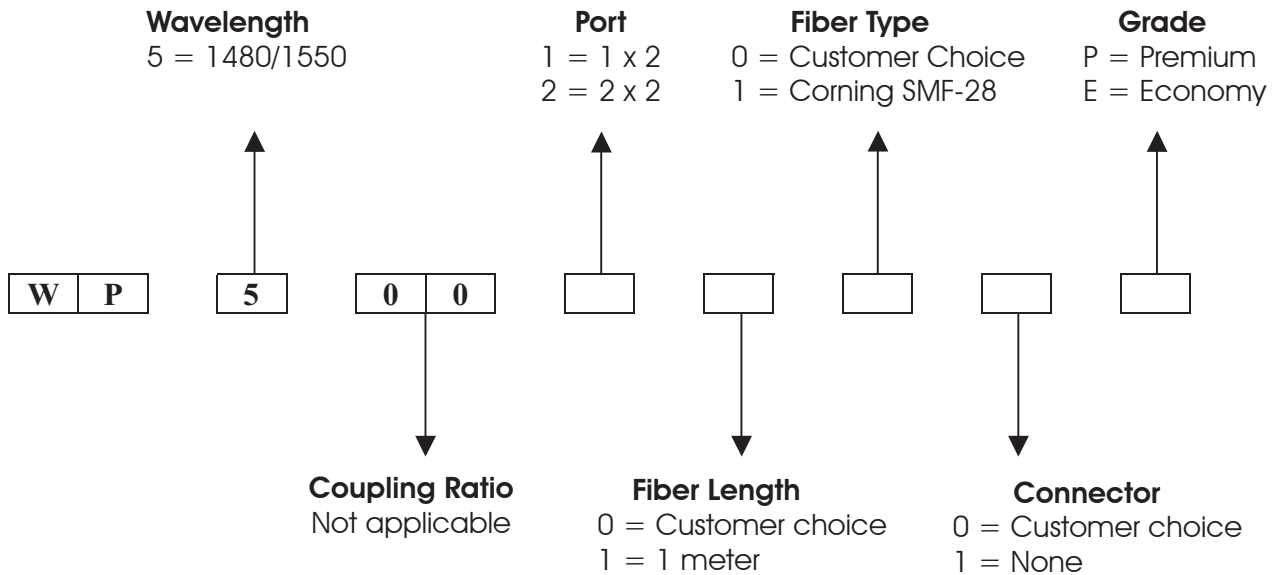 Wavelength
5 = 1480/1550
Port
1 = 1 x 2
2 = 2 x 2
Fiber Type
0 = Customer Choice
1 = Corning SMF-28
Grade
P = Premium
E = Economy
W P 5 0 0
Coupling Ratio
Not applicable
Fiber Length
0 = Customer choice
1 = 1 meter
Connector
0 = Customer choice
1 = None